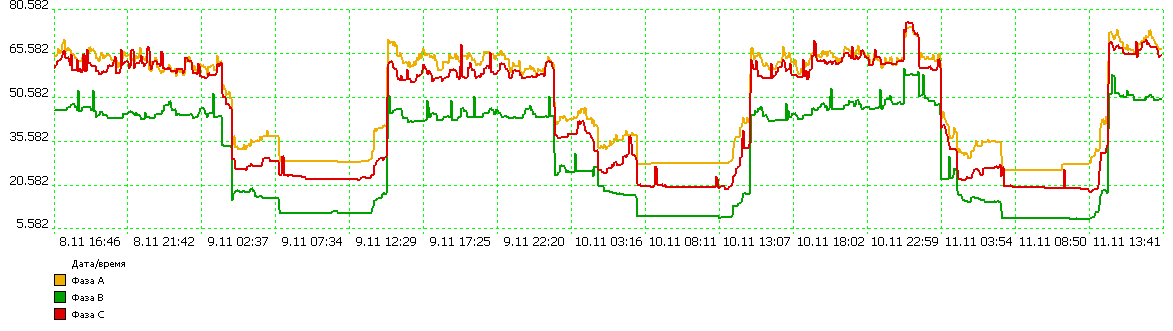 80.582
65.582
50.582
35.582
20.582
5.582
8.11 16:46 8.11 21:42 9.11 02:37 9.11 07:34 9.11 12:29 9.11 17:25 9.11 22:20 10.11 03:16 10.11 08:11 10.11 13:07 10.11 18:02 10.11 22:59 11.11 03:54 11.11 08:50 11.11 13:41
Дата/время
Фаза A
Фаза B
Фаза C